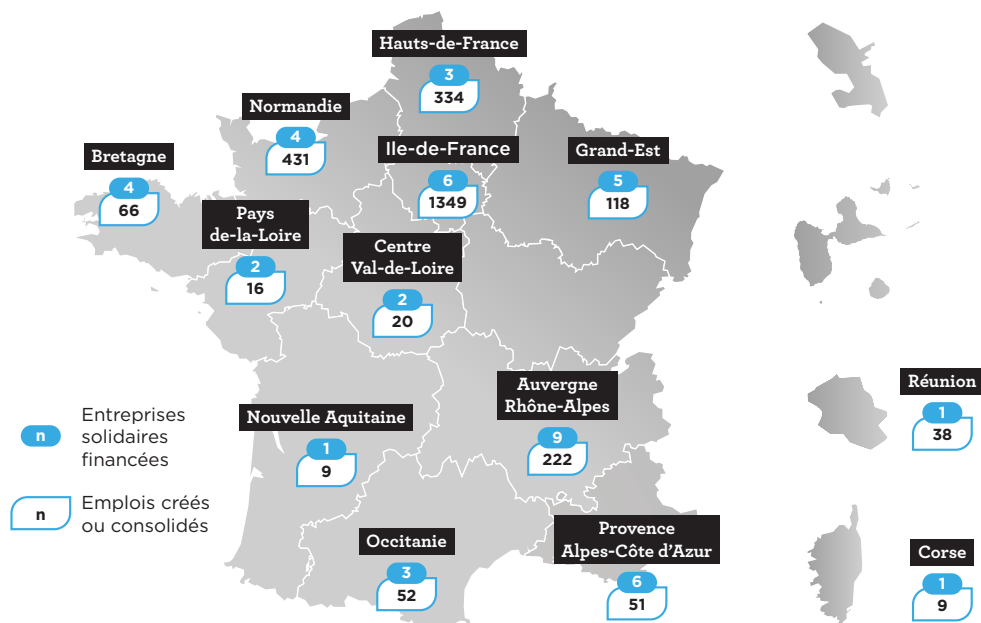 Hauts-de-France
3
334
Normandie
4
431
Ile-de-France
6
1349
Grand-Est
5
118
Bretagne
4
66
Pays
de-la-Loire
2
16
Centre
Val-de-Loire
2
20
Auvergne
Rhône-Alpes
9
222
Réunion
1
38
Nouvelle Aquitaine
1
9
n
Entreprises
solidaires
financées
n
Emplois créés
ou consolidés
Occitanie
3
52
Provence
Alpes-Côte d'Azur
6
51
Corse
1
9